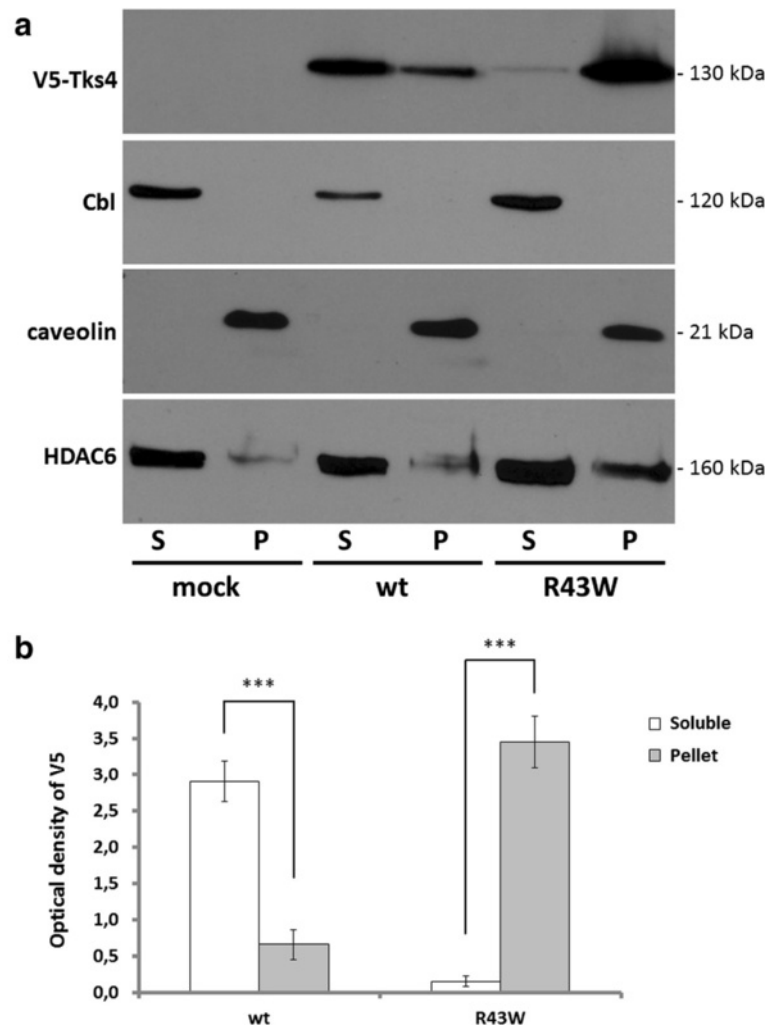 a
V5-Tks4
- 130 kDa
Cbl
- 120 kDa
caveolin
- 21 kDa
HDAC6
- 160 kDa
S P S P S P
mock wt R43W
b
***
***
4,0
3,5
3,0
2,5
2,0
1,5
1,0
0,5
0,0
Optical density of V5
Soluble
Pellet
wt R43W